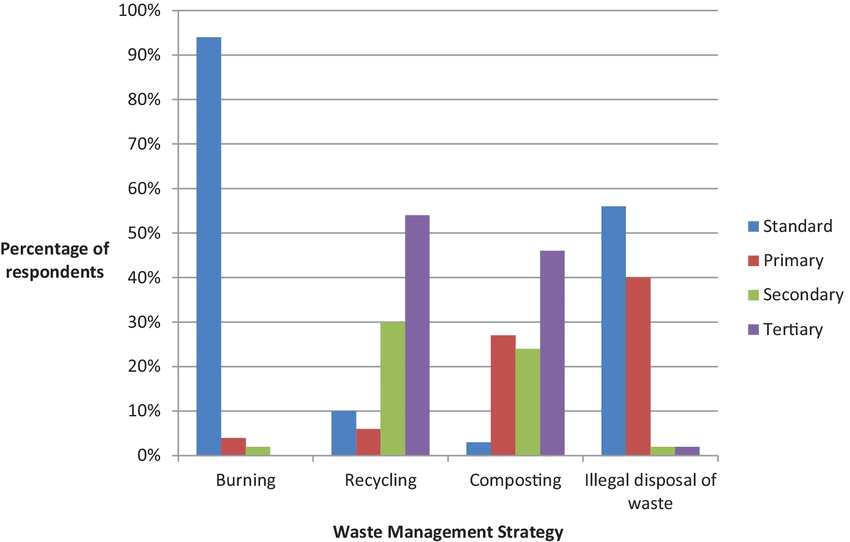 100%
90%
80%
70%
60%
50%
40%
30%
20%
10%
0%
Percentage of
respondents
Burning
Recycling
Composting
Illegal disposal of
waste
Waste Management Strategy
Standard
Primary
Secondary
Tertiary